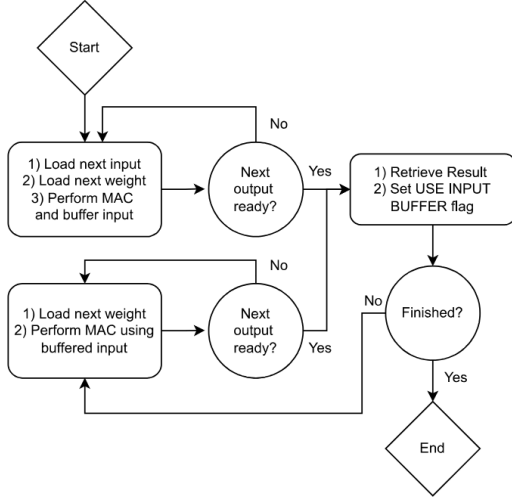 Start
No
1) Load next input
2) Load next weight
3) Perform MAC
and buffer input
Next
output
ready?
Yes
1) Retrieve Result
2) Set USE INPUT
BUFFER flag
No
1) Load next weight
2) Perform MAC using
buffered input
Next
output
ready?
Yes
No
Finished?
Yes
End